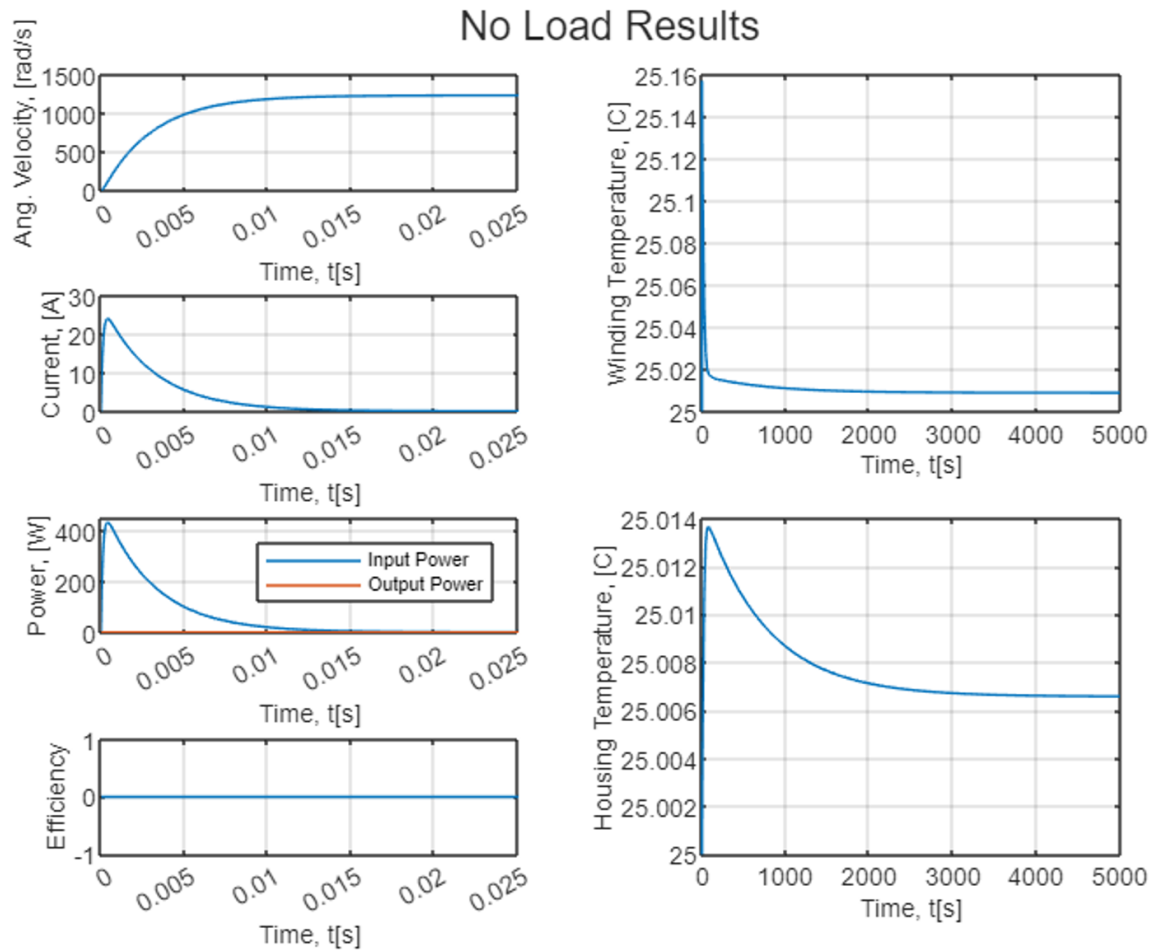 No Load Results
Ang. Velocity, [rad/s]
1500
1000
500
0
0 0.005 0.01 0.015 0.02 0.025
Time, t[s]
Current, [A]
30
20
10
0
0 0.005 0.01 0.015 0.02 0.025
Time, t[s]
Power, [W]
400
200
0
Input Power
Output Power
0 0.005 0.01 0.015 0.02 0.025
Time, t[s]
Efficiency
1
0
-1
0 0.005 0.01 0.015 0.02 0.025
Time, t[s]
Winding Temperature, [C]
25.16
25.14
25.12
25.1
25.08
25.06
25.04
25.02
25
0 1000 2000 3000 4000 5000
Time, t[s]
Housing Temperature, [C]
25.014
25.012
25.01
25.008
25.006
25.004
25.002
25
0 1000 2000 3000 4000 5000
Time, t[s]